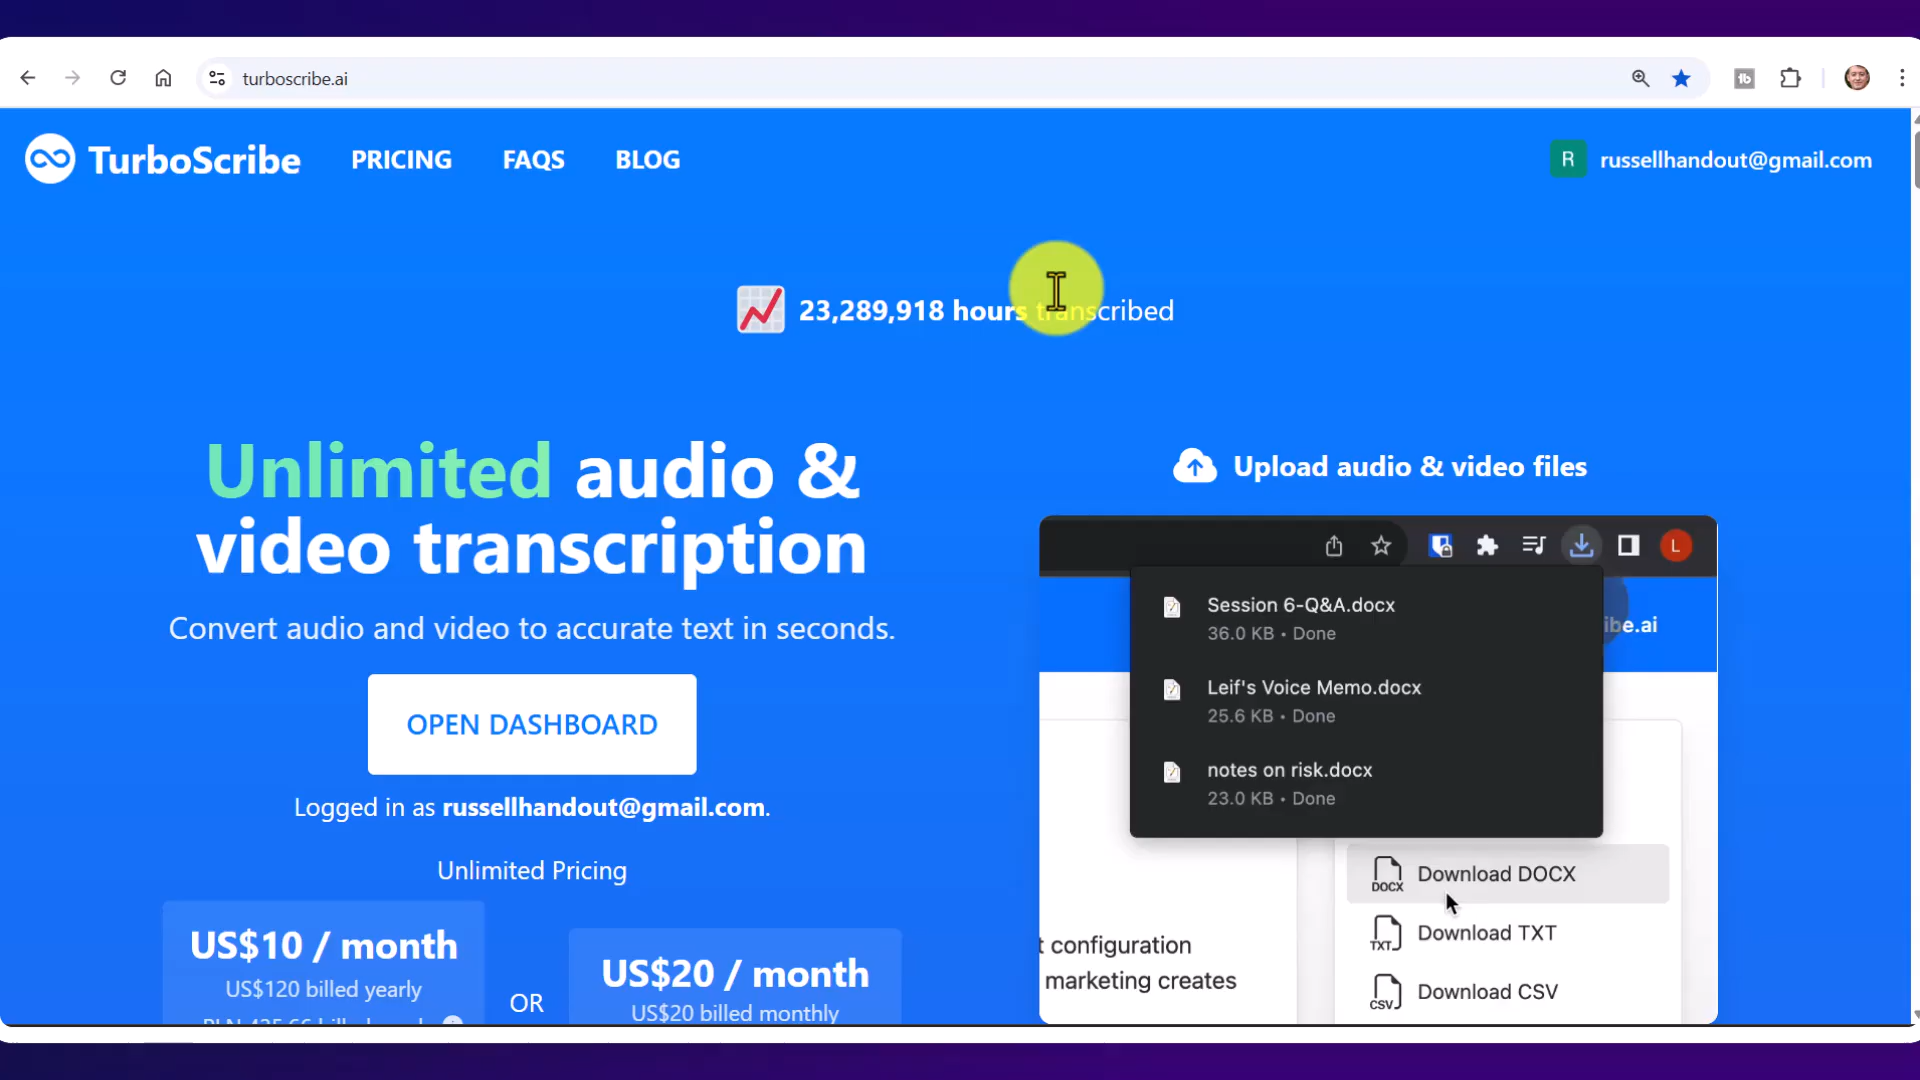 turboscribe.ai
TurboScribe PRICING FAQS BLOG
R russellhandout@gmail.com
23,289,918 hours transcribed
Unlimited audio &
video transcription
Convert audio and video to accurate text in seconds.
OPEN DASHBOARD
Logged in as russellhandout@gmail.com.
Unlimited Pricing
US$10 / month
US$120 billed yearly
OR
US$20 / month
US$20 billed monthly
Upload audio & video files
L
Session 6-Q&A.docx
36.0 KB • Done
ibe.ai
Leif's Voice Memo.docx
25.6 KB • Done
notes on risk.docx
23.0 KB • Done
DOCX Download DOCX
TXT Download TXT
t configuration
marketing creates
CSV Download CSV